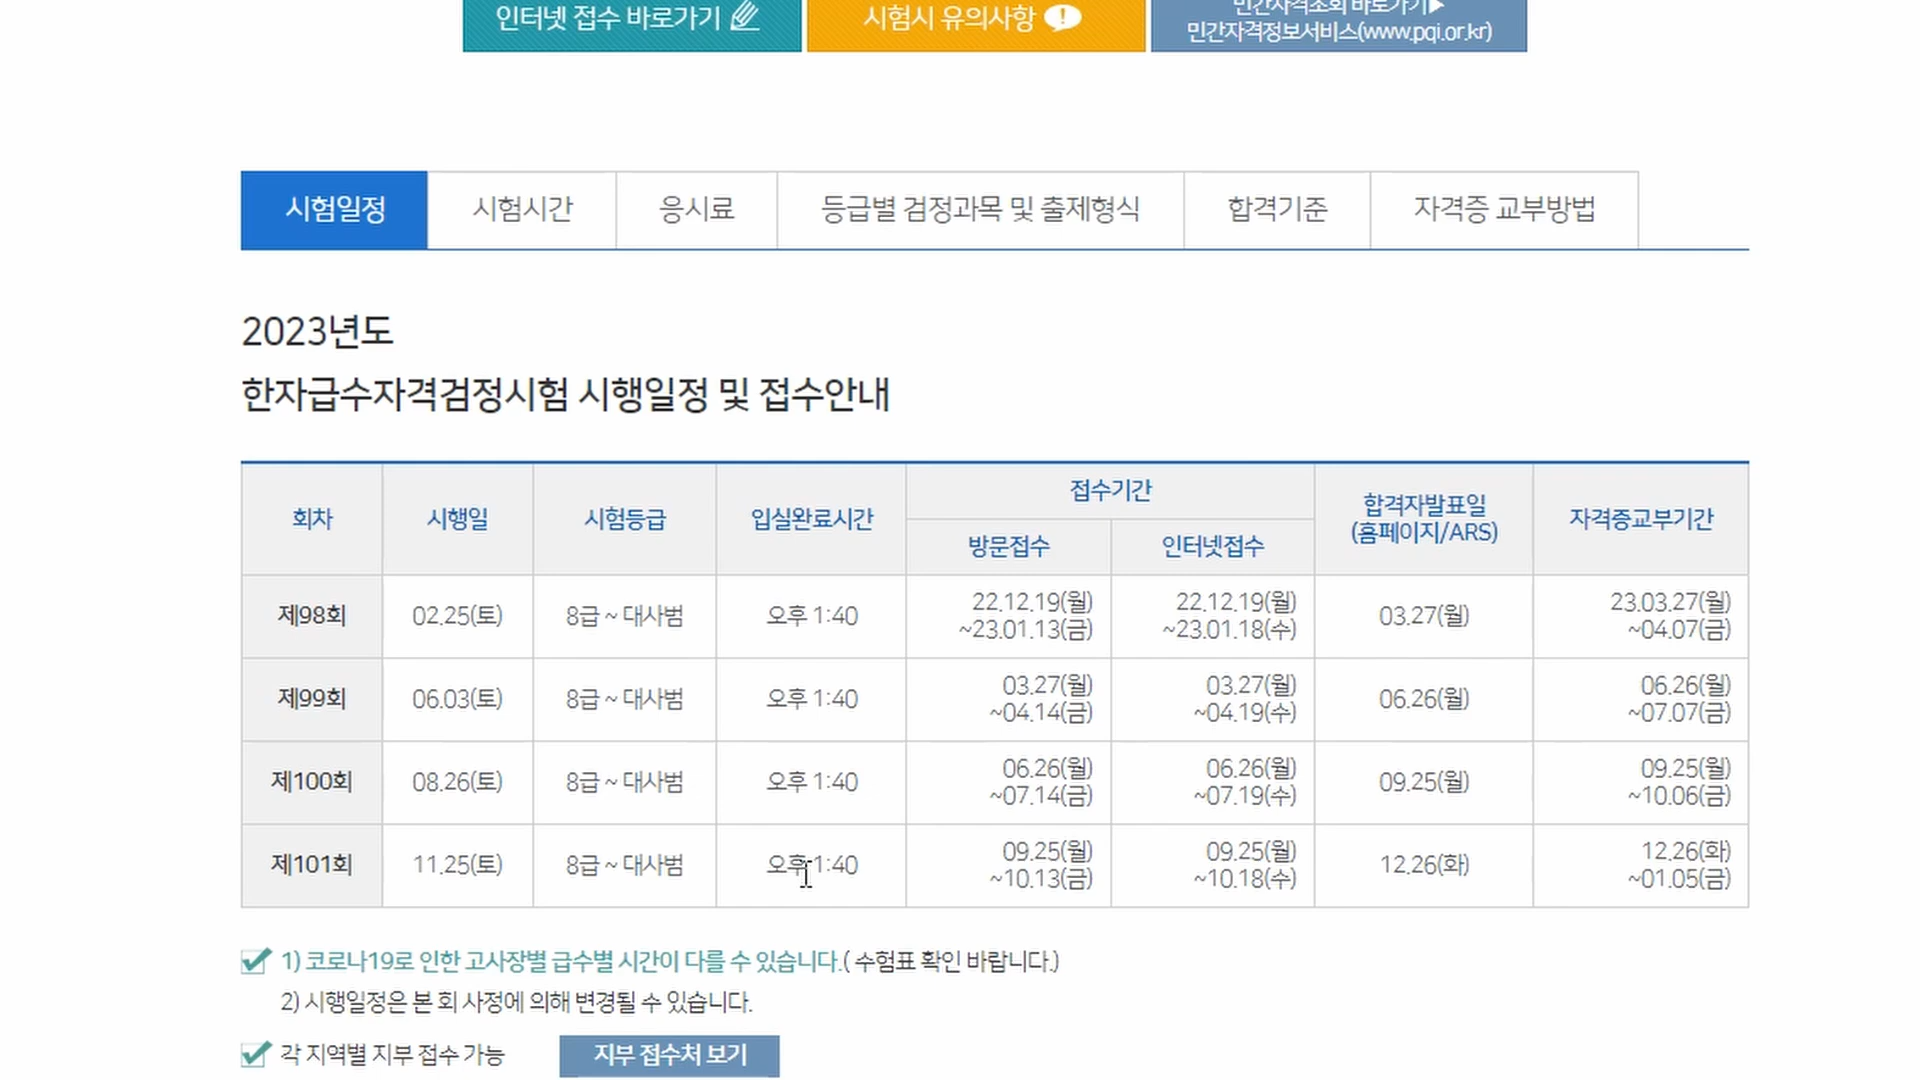 인터넷 접수 바로가기
시험시 유의사항
민간자격조회 바로가기▶
민간자격정보서비스(www.pqi.or.kr)
시험일정 시험시간 응시료 등급별 검정과목 및 출제형식 합격기준 자격증 교부방법
2023년도
한자급수자격검정시험 시행일정 및 접수안내
회차 시행일 시험등급 입실완료시간 접수기간 합격자발표일 자격증교부기간
방문접수 인터넷접수 (홈페이지/ARS)
제98회 02.25(토) 8급 ~ 대사범 오후 1:40 22.12.19(월) 22.12.19(월) 03.27(월) 23.03.27(월)
~23.01.13(금) ~23.01.18(수) ~04.07(금)
제99회 06.03(토) 8급 ~ 대사범 오후 1:40 03.27(월) 03.27(월) 06.26(월) 06.26(월)
~04.14(금) ~04.19(수) ~07.07(금)
제100회 08.26(토) 8급 ~ 대사범 오후 1:40 06.26(월) 06.26(월) 09.25(월) 09.25(월)
~07.14(금) ~07.19(수) ~10.06(금)
제101회 11.25(토) 8급 ~ 대사범 오후 1:40 09.25(월) 09.25(월) 12.26(화) 12.26(화)
~10.13(금) ~10.18(수) ~01.05(금)
1) 코로나19로 인한 고사장별 급수별 시간이 다를 수 있습니다.( 수험표 확인 바랍니다.)
2) 시행일정은 본 회 사정에 의해 변경될 수 있습니다.
각 지역별 지부 접수 가능 지부 접수처 보기